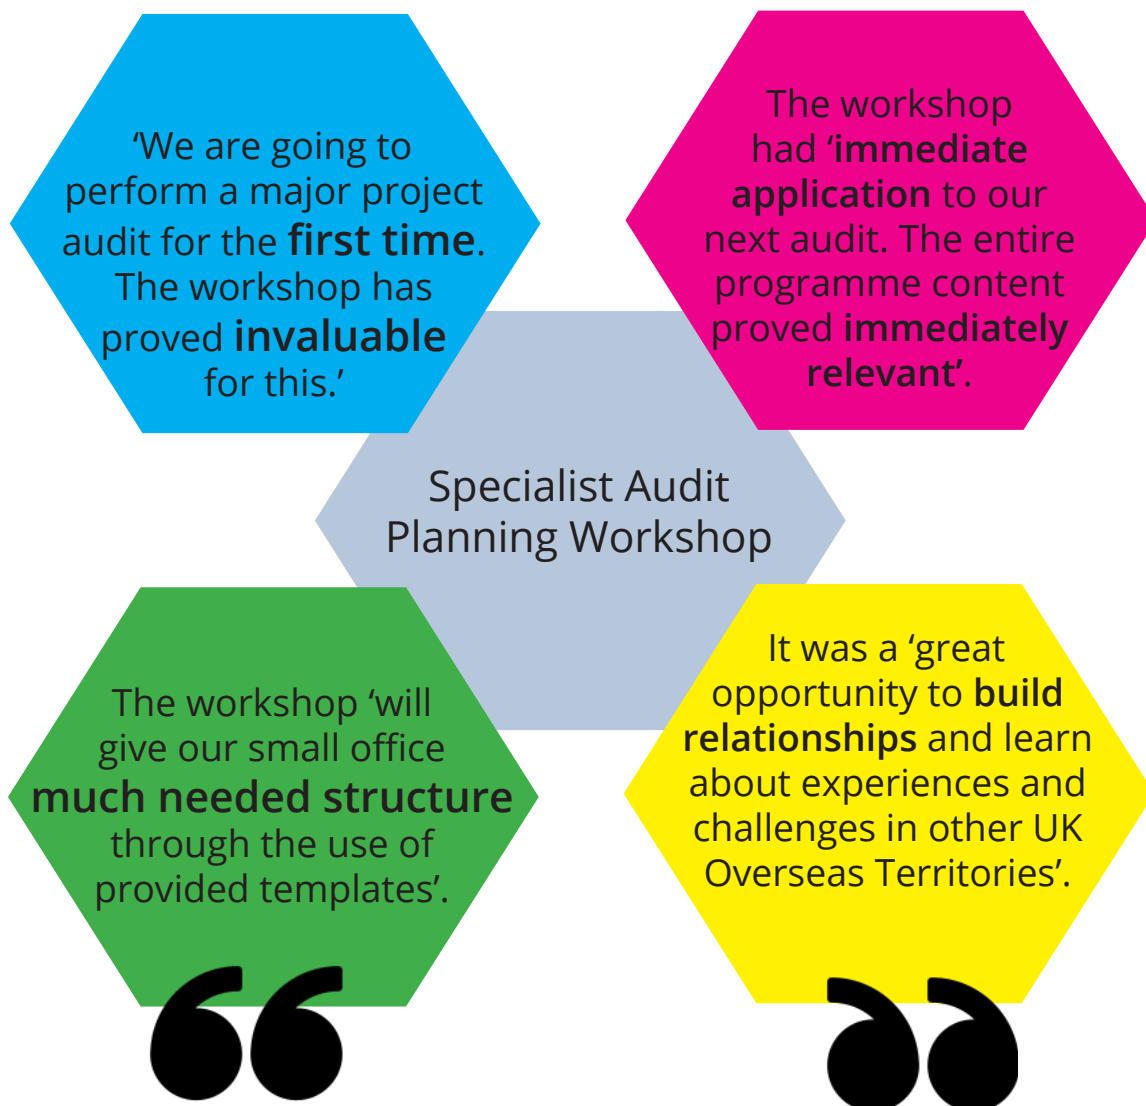 ‘We are going to
perform a major project
audit for the first time.
The workshop has
proved invaluable
for this.’
The workshop
had ‘immediate
application to our
next audit. The entire
programme content
proved immediately
relevant’.
Specialist Audit
Planning Workshop
The workshop ‘will
give our small office
much needed structure
through the use of
provided templates’.
It was a ‘great
opportunity to build
relationships and learn
about experiences and
challenges in other UK
Overseas Territories’.
“ ”